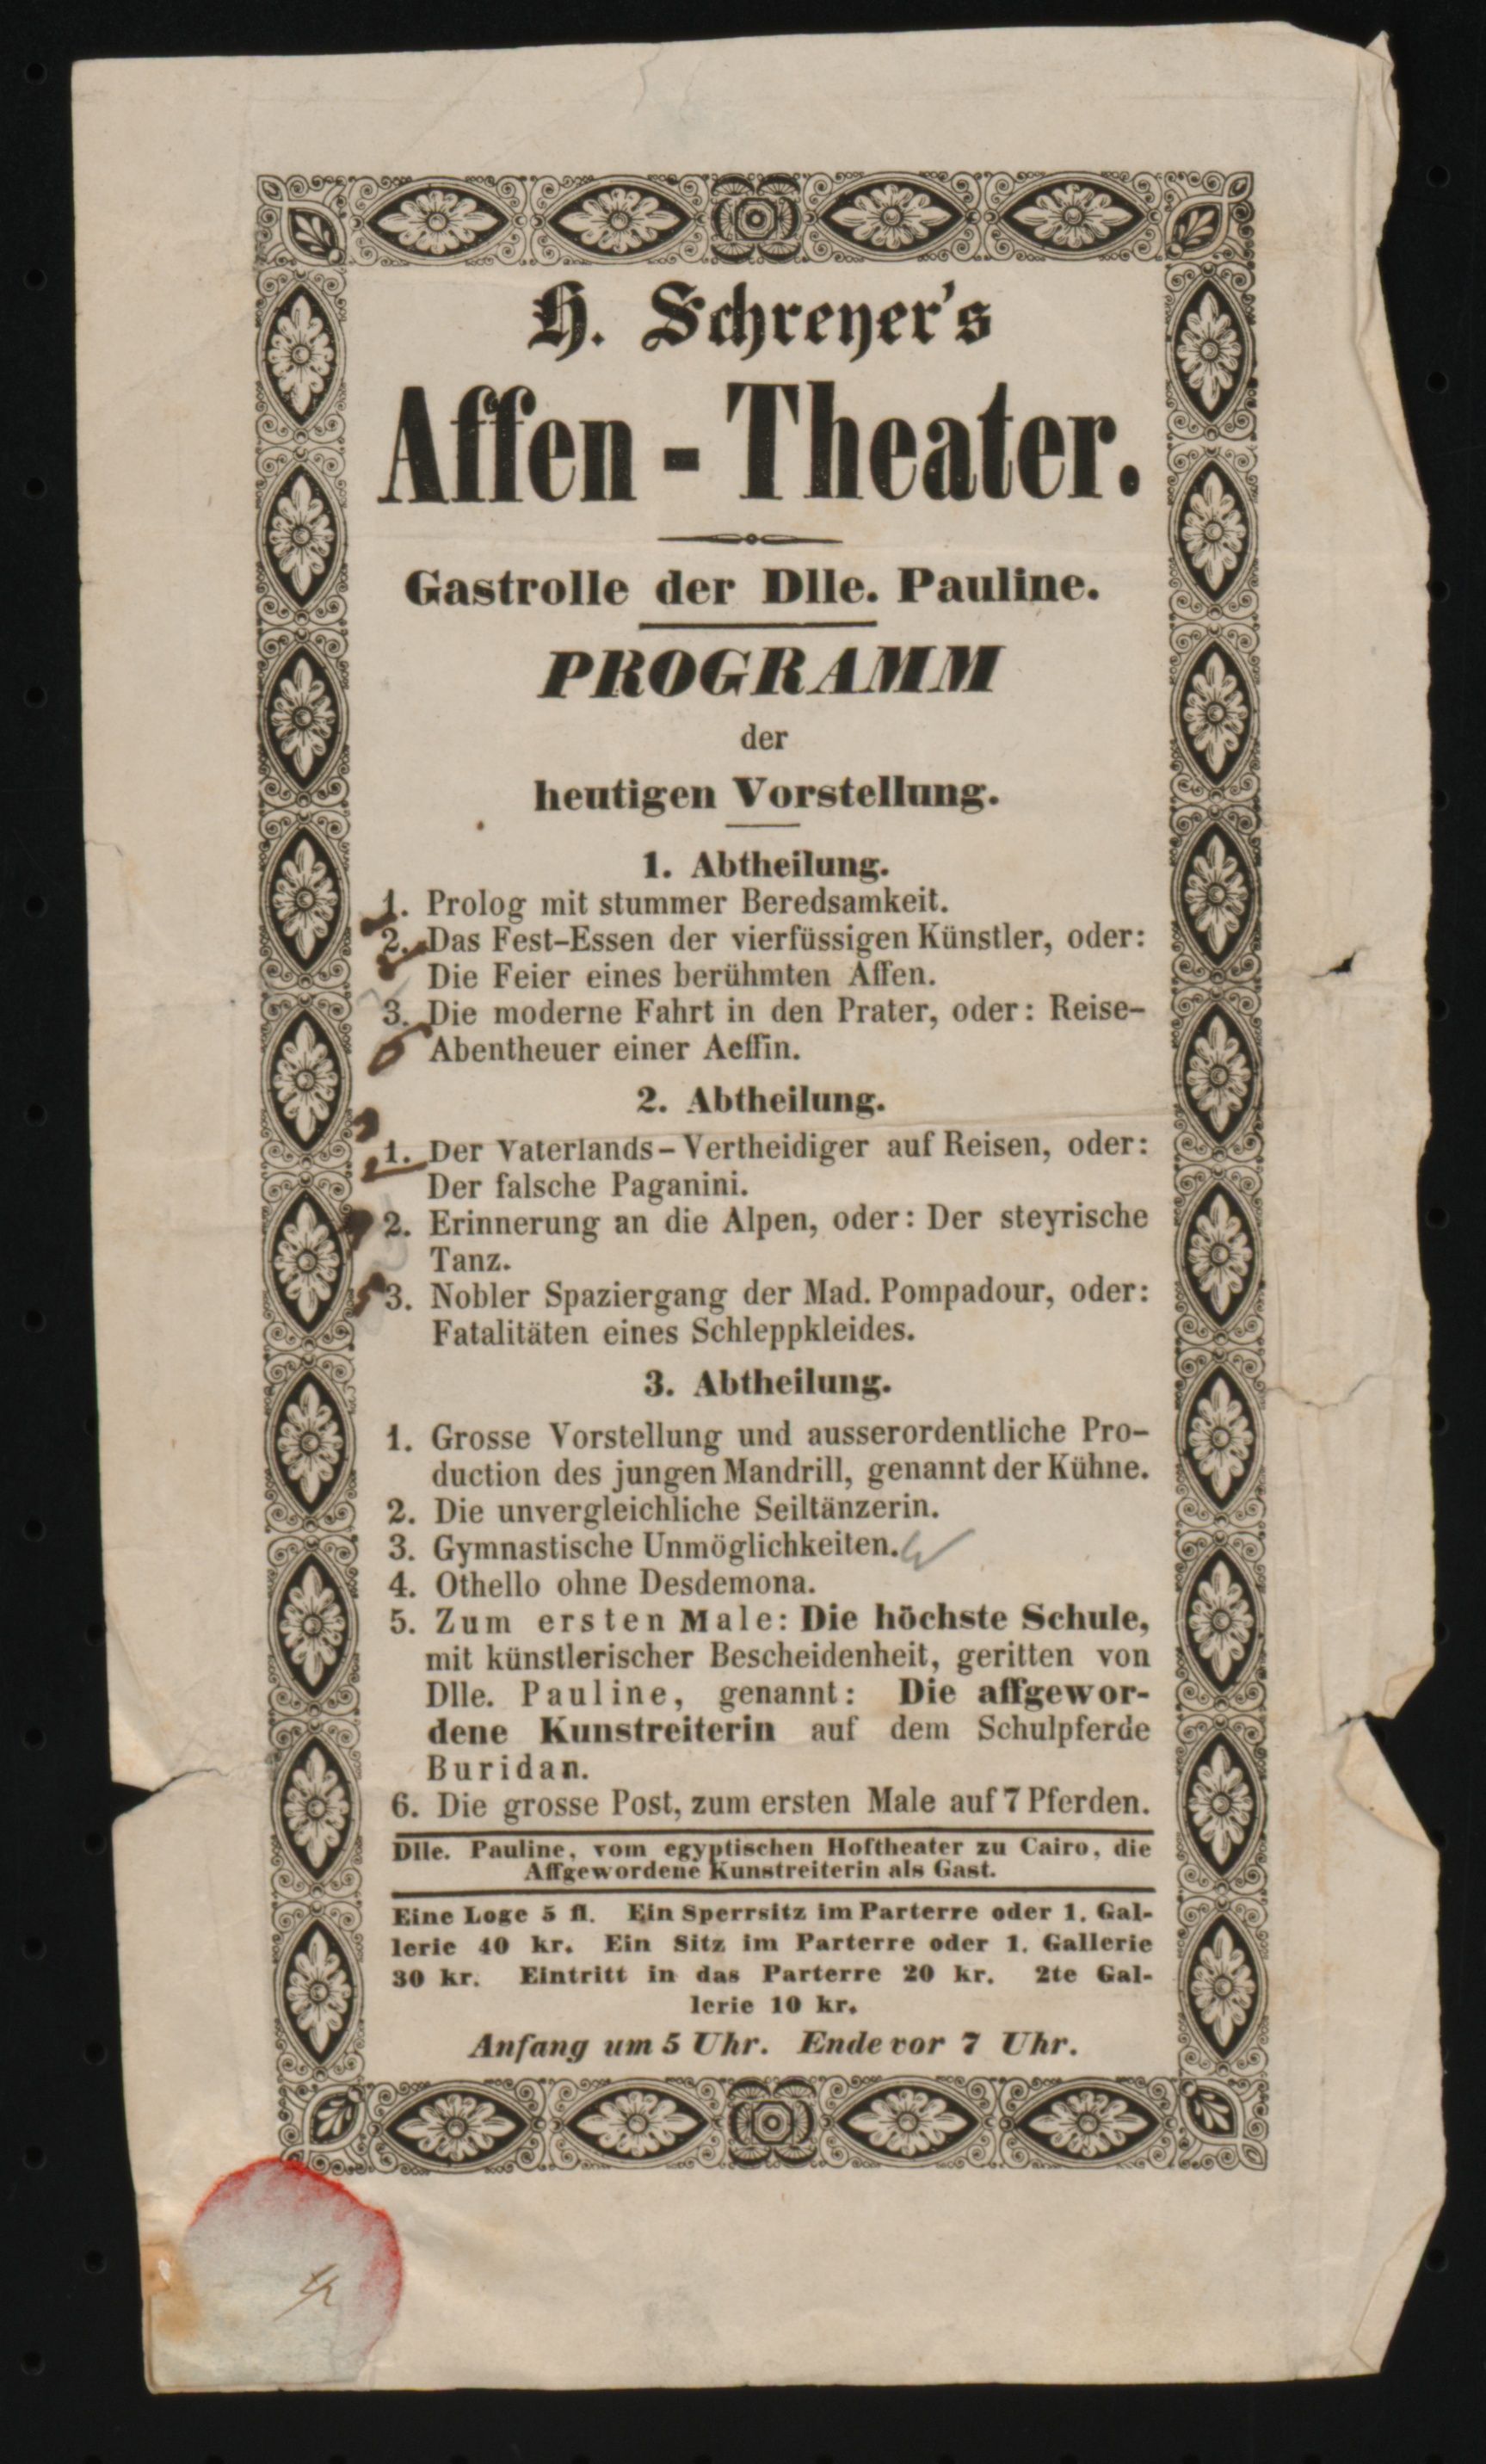 H. Schreyer's
Affen - Theater.
Gastrolle der Dlle. Pauline.
PROGRAMM
der
heutigen Vorstellung.
1. Abtheilung.
1. Prolog mit stummer Beredsamkeit.
2. Das Fest-Essen der vierfüssigen Künstler, oder:
Die Feier eines berühmten Affen.
3. Die moderne Fahrt in den Prater, oder: Reise-
Abentheuer einer Aeffin.
2. Abtheilung.
1. Der Vaterlands-Vertheidiger auf Reisen, oder:
Der falsche Paganini.
2. Erinnerung an die Alpen, oder: Der steyrische
Tanz.
3. Nobler Spaziergang der Mad. Pompadour, oder:
Fatalitäten eines Schleppkleides.
3. Abtheilung.
1. Grosse Vorstellung und ausserordentliche Pro-
duction des jungen Mandrill, genannt der Kühne.
2. Die unvergleichliche Seiltänzerin.
3. Gymnastische Unmöglichkeiten.
4. Othello ohne Desdemona.
5. Zum ersten Male: Die höchste Schule,
mit künstlerischer Bescheidenheit, geritten von
Dlle. Pauline, genannt: Die affgewor-
dene Kunstreiterin auf dem Schulpferde
Buridan.
6. Die grosse Post, zum ersten Male auf 7 Pferden.
Dlle. Pauline, vom egyptischen Hoftheater zu Cairo, die
Affgewordene Kunstreiterin als Gast.
Eine Loge 5 fl. Ein Sperrsitz im Parterre oder 1. Gal-
lerie 40 kr. Ein Sitz im Parterre oder 1. Gallerie
30 kr. Eintritt in das Parterre 20 kr. 2te Gal-
lerie 10 kr.
Anfang um 5 Uhr. Ende vor 7 Uhr.